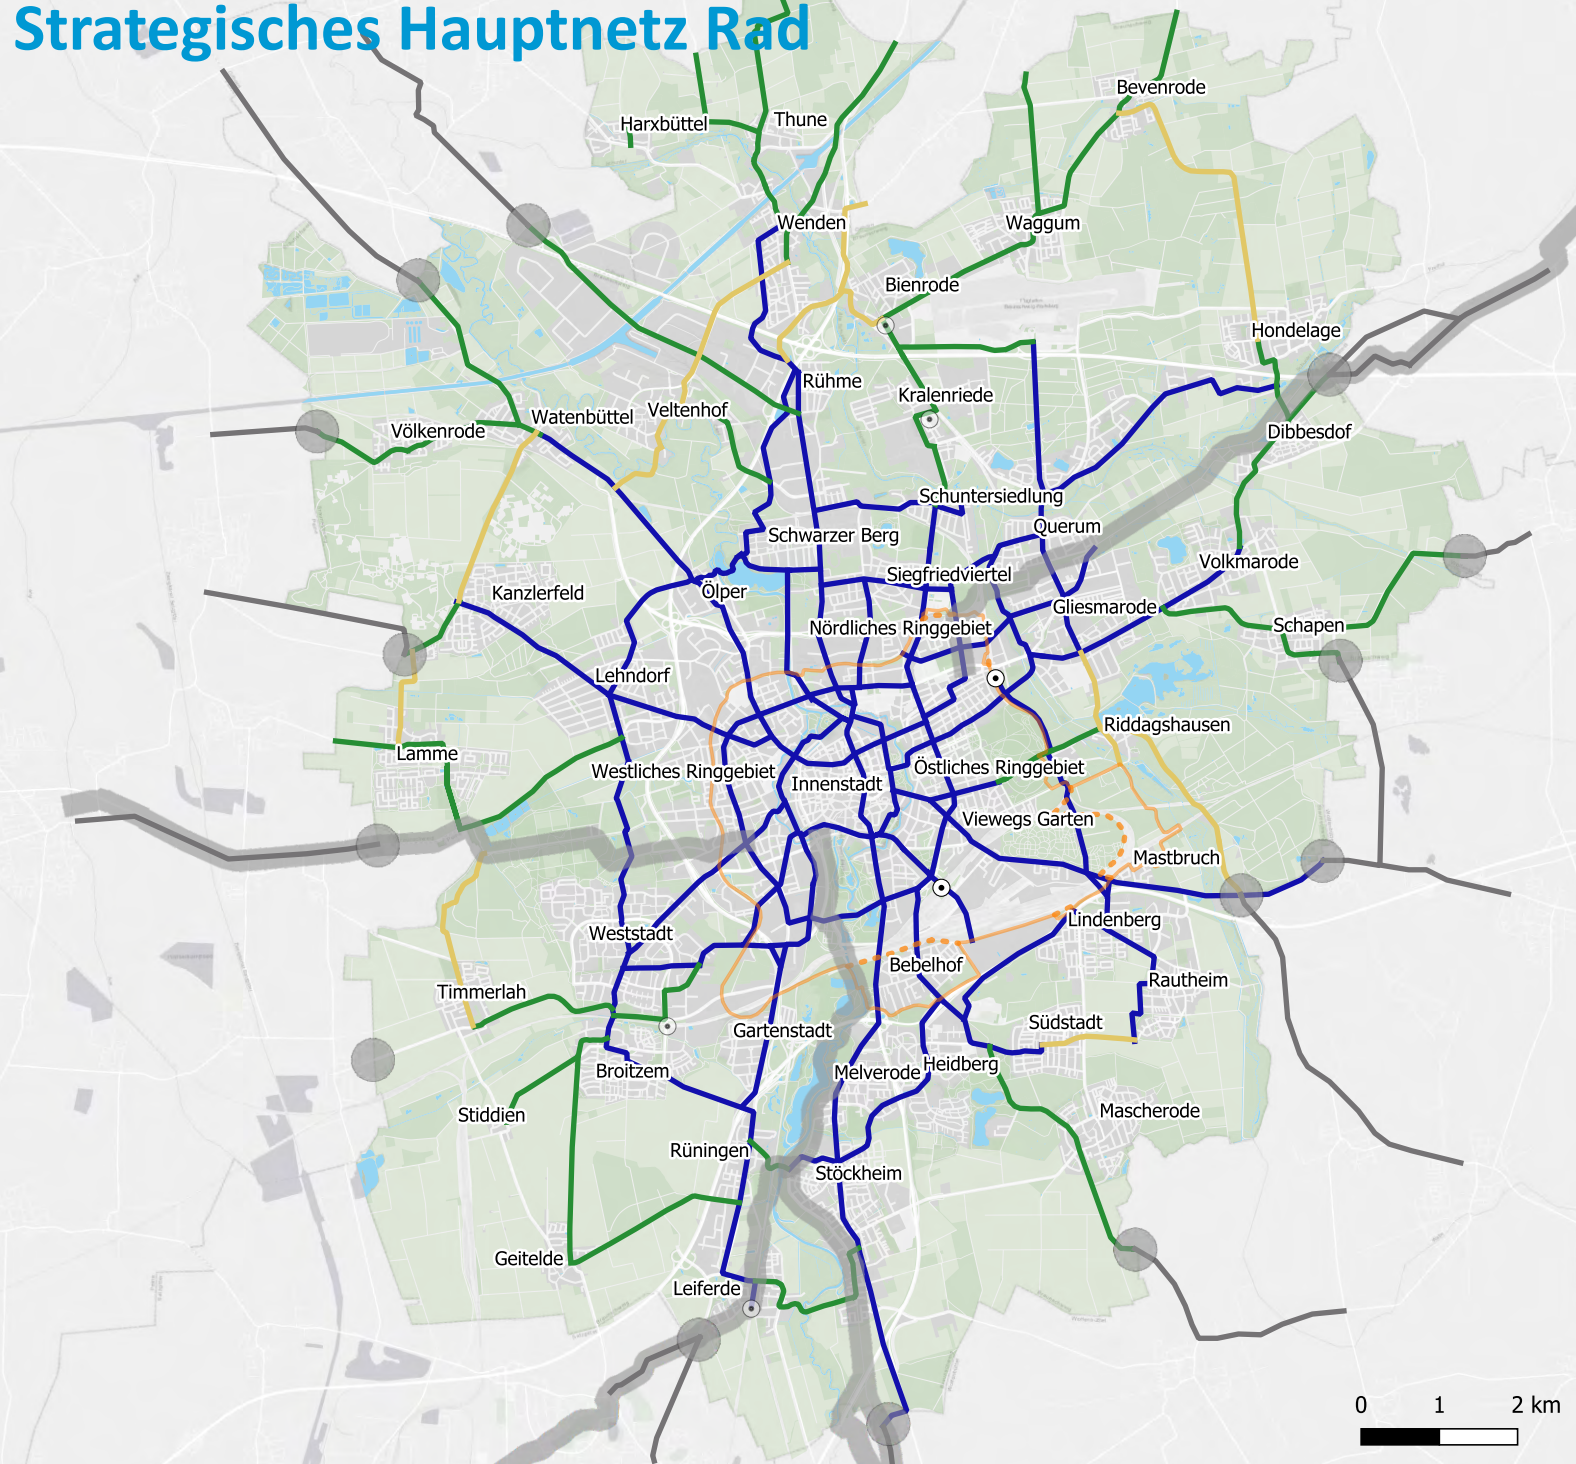 Strategisches Hauptnetz Rad
Bevenrode
Harxbüttel
Thune
Wenden
Waggum
Bienrode
Hondelage
Rühme
Kralenriede
Watenbüttel
Veltenhof
Völkenrode
Dibbesdof
Schuntersiedlung
Querum
Schwarzer Berg
Volkmarode
Siegfriedviertel
Kanzlerfeld
Ölper
Gliesmarode
Nördliches Ringgebiet
Schapen
Lehndorf
Riddagshausen
Lamme
Westliches Ringgebiet
Östliches Ringgebiet
Innenstadt
Viewegs Garten
Mastbruch
Lindenberg
Weststadt
Bebelhof
Rautheim
Timmerlah
Gartenstadt
Südstadt
Broitzem
Melverode
Heidberg
Stiddien
Mascherode
Rüningen
Stöckheim
Geitelde
Leiferde
0 1 2 km